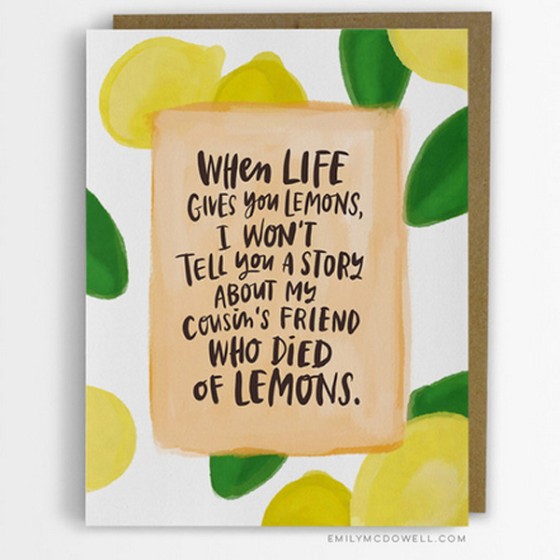 WHen LIFE
GIVES you LEMONS,
I WON'T
TELL you A STORY
ABOUT MY
cousin's FRIEND
WHO DiED
oF LEMONS.
EMILYMCDOWELL.COM